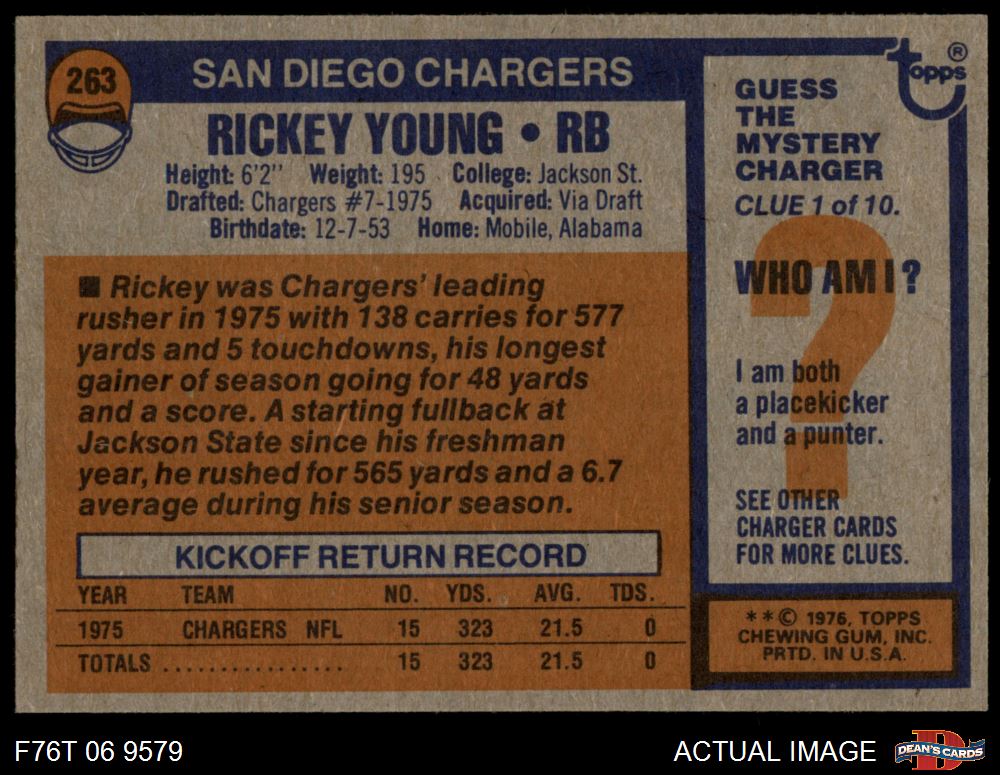 263
SAN DIEGO CHARGERS
RICKEY YOUNG • RB
Height: 6'2" Weight: 195 College: Jackson St.
Drafted: Chargers #7-1975 Acquired: Via Draft
Birthdate: 12-7-53 Home: Mobile, Alabama
■ Rickey was Chargers' leading
rusher in 1975 with 138 carries for 577
yards and 5 touchdowns, his longest
gainer of season going for 48 yards
and a score. A starting fullback at
Jackson State since his freshman
year, he rushed for 565 yards and a 6.7
average during his senior season.
KICKOFF RETURN RECORD
YEAR TEAM NO. YDS. AVG. TDS.
1975 CHARGERS NFL 15 323 21.5 0
TOTALS ................ 15 323 21.5 0
topps®
GUESS
THE
MYSTERY
CHARGER
CLUE 1 of 10.
?
WHO AM I?
I am both
a placekicker
and a punter.
SEE OTHER
CHARGER CARDS
FOR MORE CLUES.
**© 1976, TOPPS
CHEWING GUM, INC.
PRTD. IN U.S.A.
F76T 06 9579
ACTUAL IMAGE
D
DEAN'S CARDS